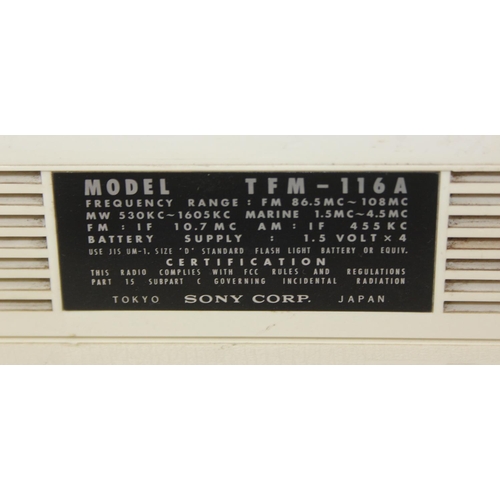 MODEL TFM-116A
FREQUENCY RANGE : FM 86.5MC~108MC
MW 530KC~1605KC MARINE 1.5MC~4.5MC
FM : IF 10.7 MC AM : IF 455KC
BATTERY SUPPLY : 1.5 VOLT × 4
USE JIS UM-1. SIZE "D" STANDARD FLASH LIGHT BATTERY OR EQUIV.
CERTIFICATION
THIS RADIO COMPLIES WITH FCC RULES AND REGULATIONS
PART 15 SUBPART C GOVERNING INCIDENTAL RADIATION
TOKYO SONY CORP. JAPAN